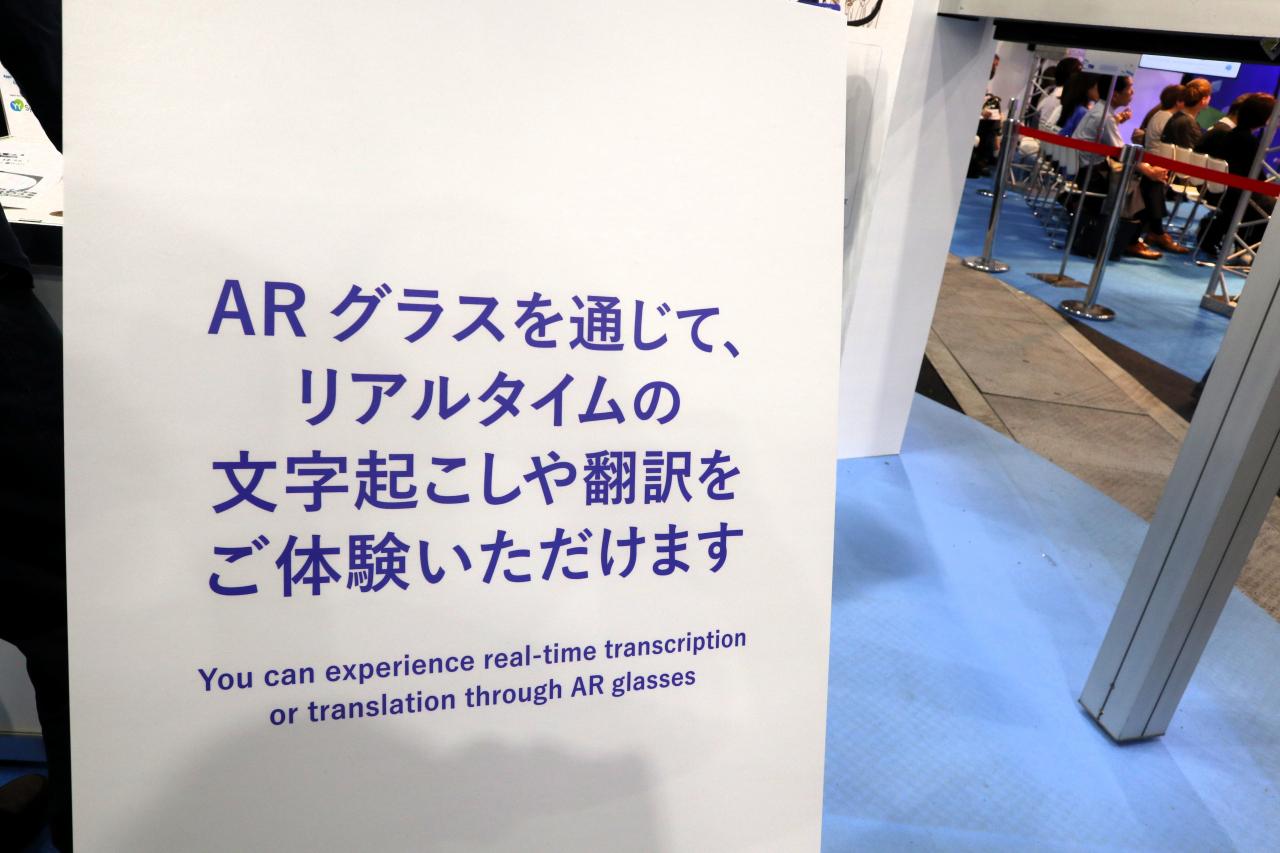 AR グラスを通じて、
リアルタイムの
文字起こしや翻訳を
ご体験いただけます
You can experience real-time transcription
or translation through AR glasses